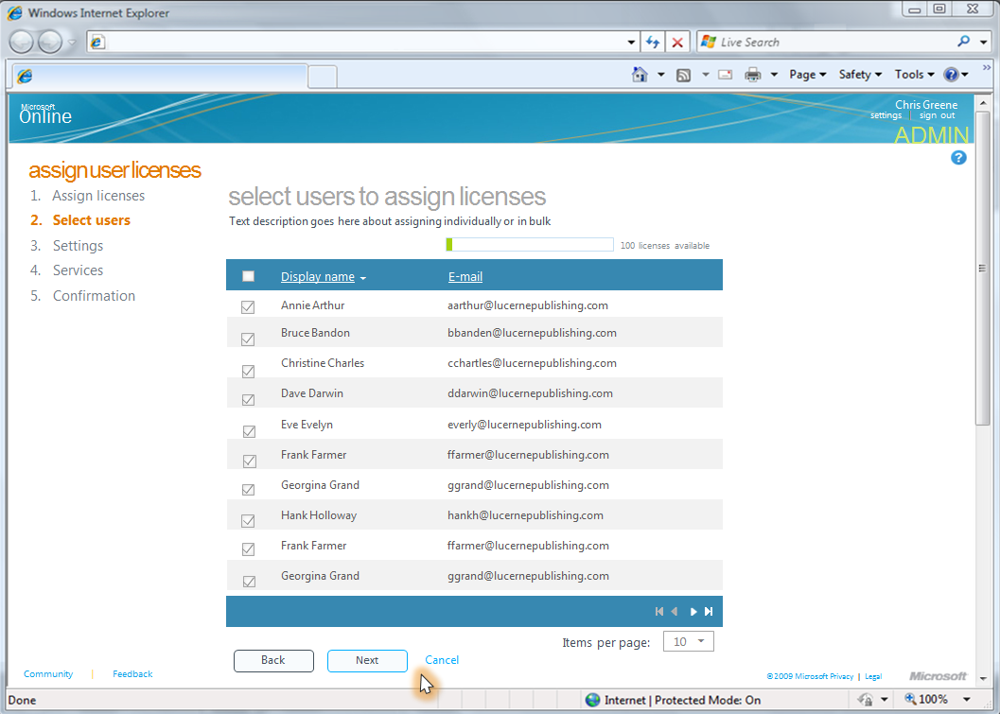 Windows Internet Explorer
Live Search
Page Safety Tools
Microsoft
Online
Chris Greene
settings | sign out
ADMIN
assign user licenses
1. Assign licenses
2. Select users
3. Settings
4. Services
5. Confirmation
select users to assign licenses
Text description goes here about assigning individually or in bulk
100 licenses available
Display name E-mail
Annie Arthur aarthur@lucernepublishing.com
Bruce Bandon bbanden@lucernepublishing.com
Christine Charles cchartles@lucernepublishing.com
Dave Darwin ddarwin@lucernepublishing.com
Eve Evelyn everly@lucernepublishing.com
Frank Farmer ffarmer@lucernepublishing.com
Georgina Grand ggrand@lucernepublishing.com
Hank Holloway hankh@lucernepublishing.com
Frank Farmer ffarmer@lucernepublishing.com
Georgina Grand ggrand@lucernepublishing.com
Items per page: 10
Back Next Cancel
Community | Feedback
©2009 Microsoft Privacy | Legal
Microsoft
Done
Internet | Protected Mode: On
100%